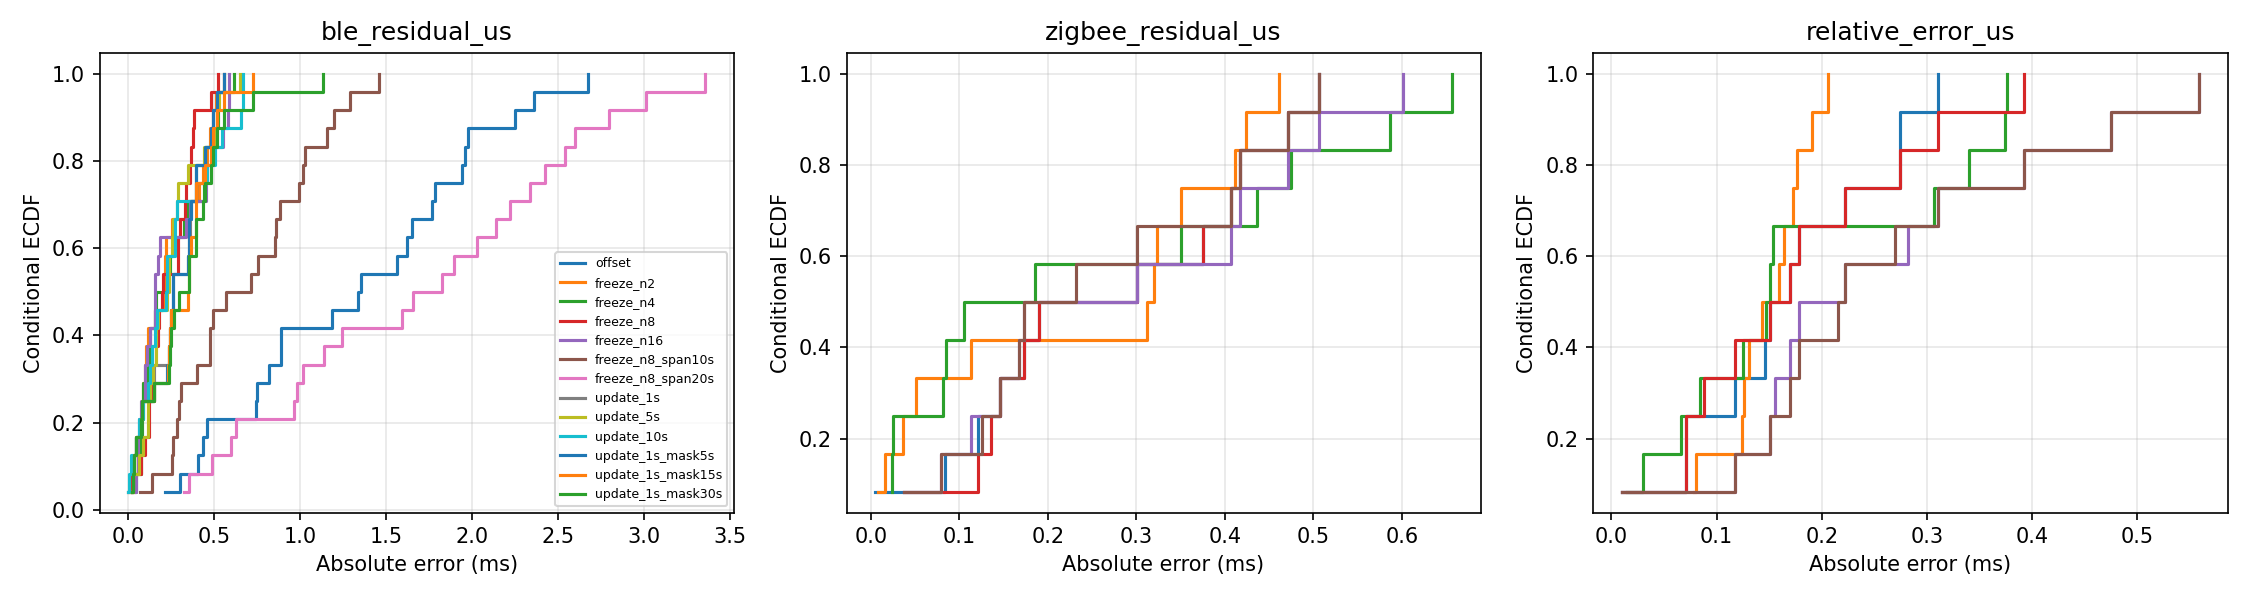 ble_residual_us
Conditional ECDF
1.0
0.8
0.6
0.4
0.2
0.0
offset
freeze_n2
freeze_n4
freeze_n8
freeze_n16
freeze_n8_span10s
freeze_n8_span20s
update_1s
update_5s
update_10s
update_1s_mask5s
update_1s_mask15s
update_1s_mask30s
0.0 0.5 1.0 1.5 2.0 2.5 3.0 3.5
Absolute error (ms)
zigbee_residual_us
Conditional ECDF
1.0
0.8
0.6
0.4
0.2
0.0 0.1 0.2 0.3 0.4 0.5 0.6
Absolute error (ms)
relative_error_us
Conditional ECDF
1.0
0.8
0.6
0.4
0.2
0.0 0.1 0.2 0.3 0.4 0.5
Absolute error (ms)